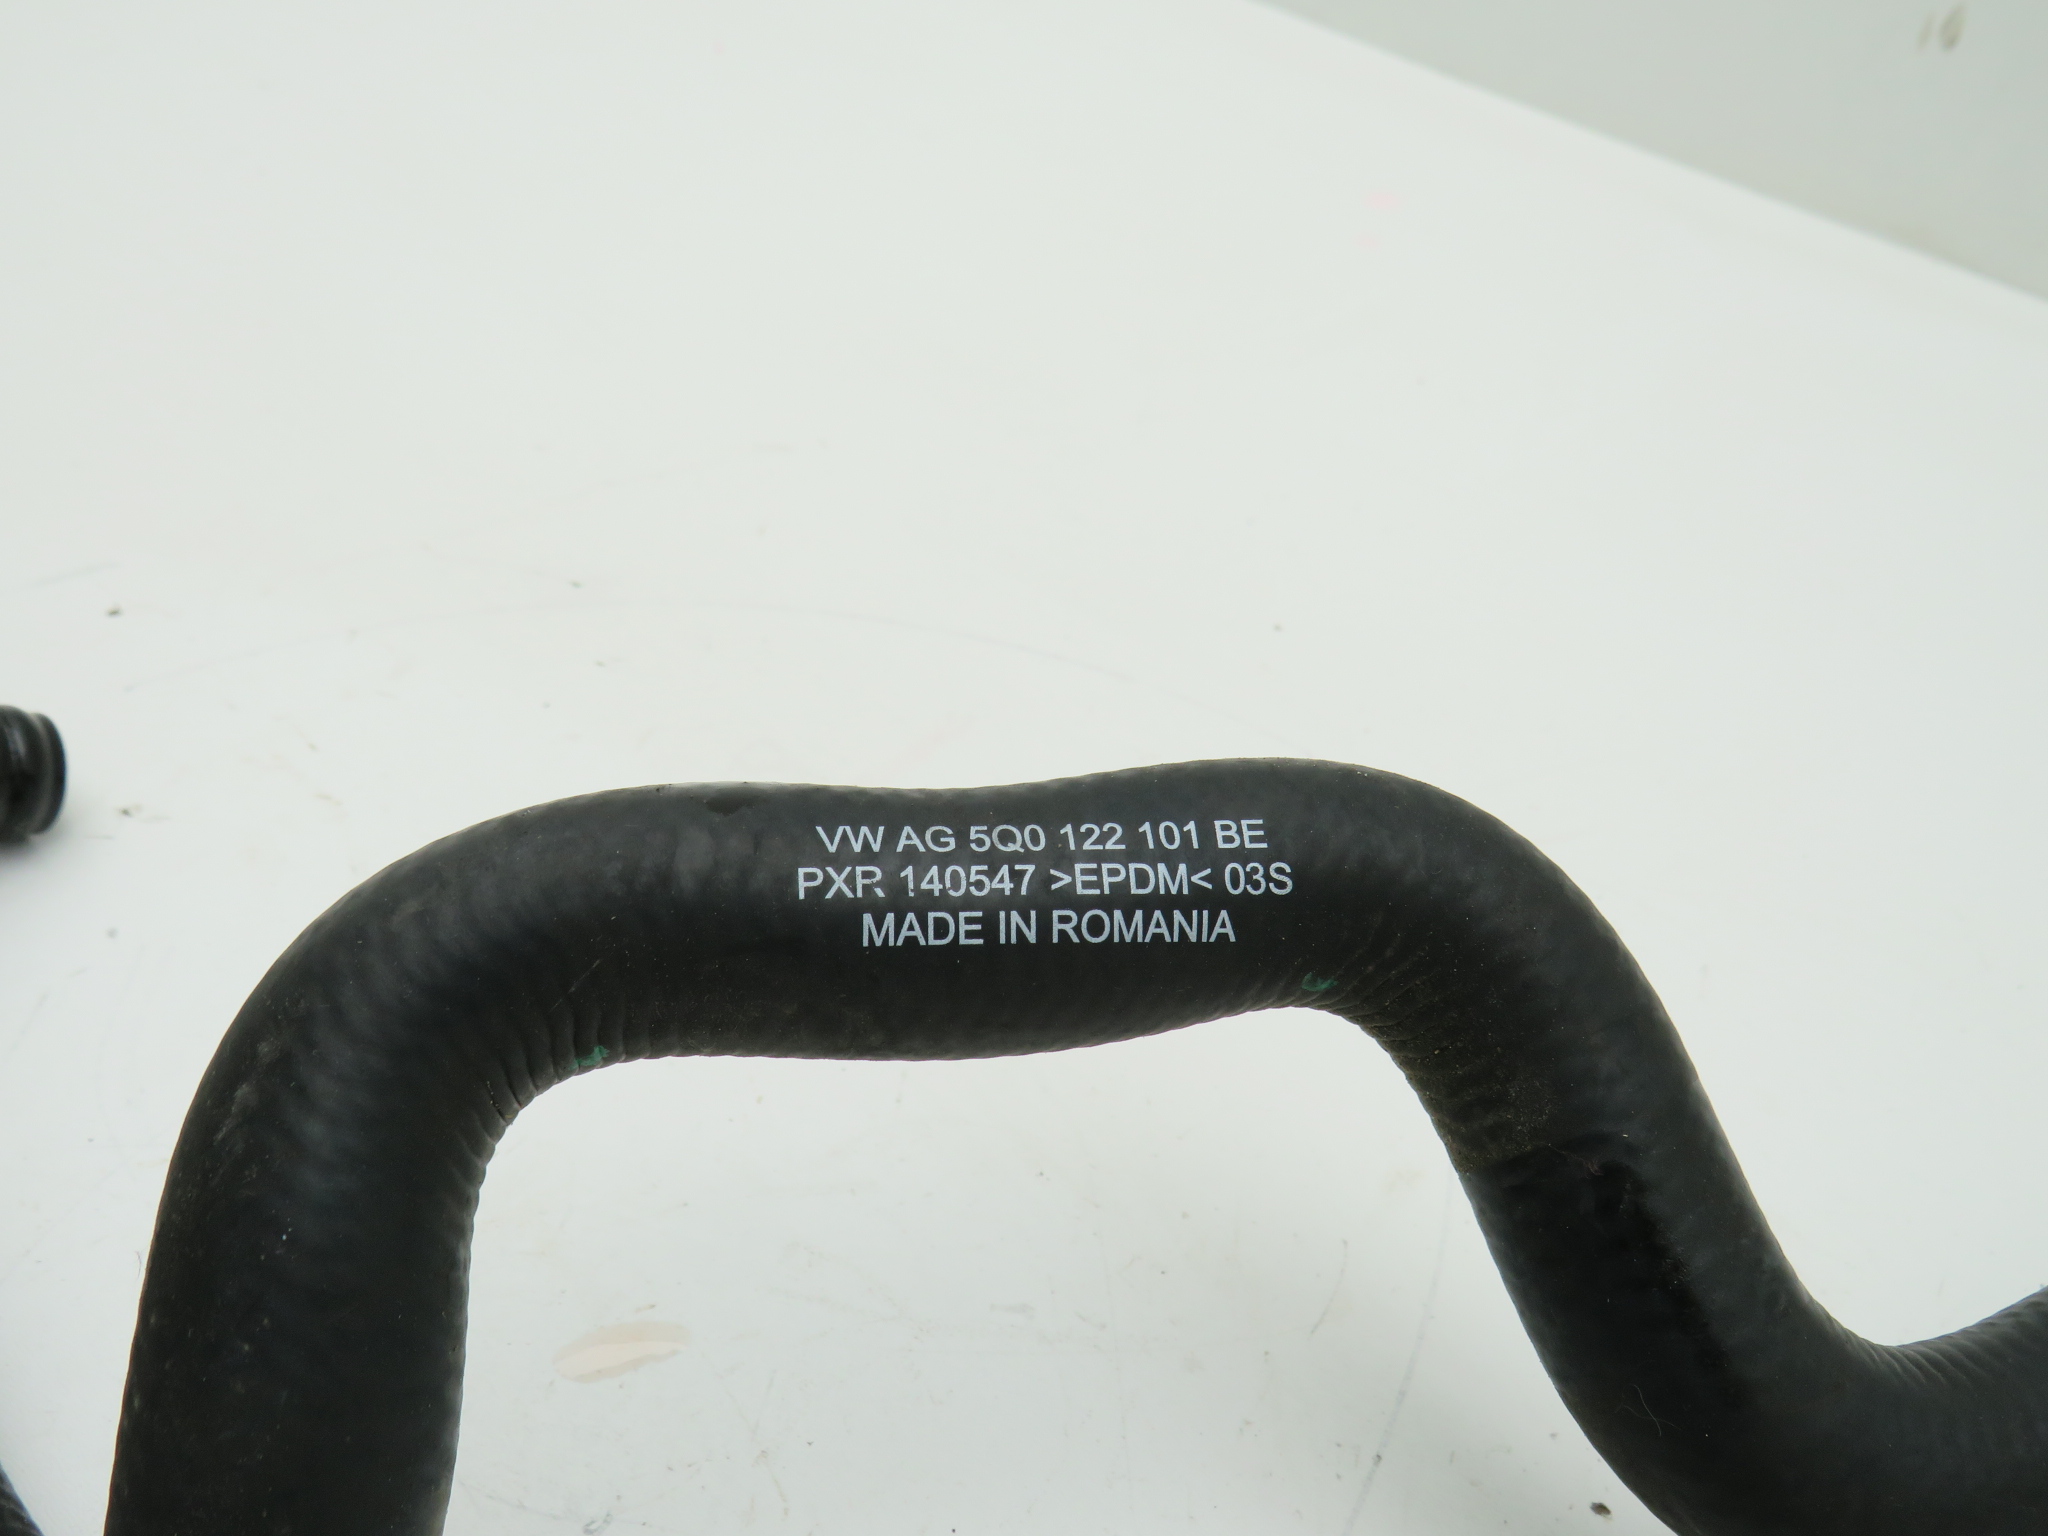 VW AG 5Q0 122 101 BE
PXR 140547 >EPDM< 03S
MADE IN ROMANIA